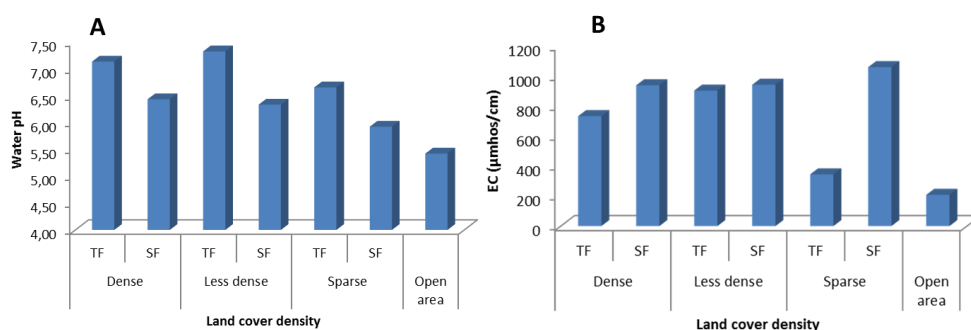 A
Water pH
7,50
7,00
6,50
6,00
5,50
5,00
4,50
4,00
TF SF TF SF TF SF
Dense Less dense Sparse Open area
Land cover density
B
EC (µmhos/cm)
1200
1000
800
600
400
200
0
TF SF TF SF TF SF
Dense Less dense Sparse Open area
Land cover density